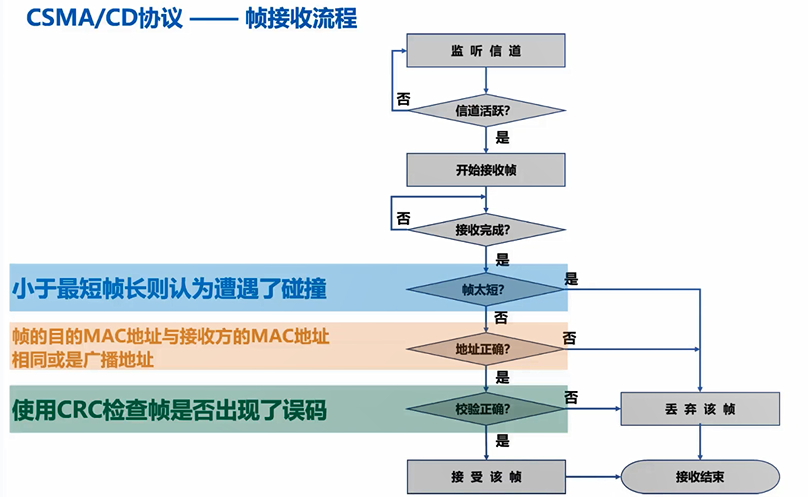 CSMA/CD协议 —— 帧接收流程
监 听 信 道
否
信道活跃?
是
开始接收帧
否
接收完成?
是
小于最短帧长则认为遭遇了碰撞
帧太短?
是
否
帧的目的MAC地址与接收方的MAC地址
相同或是广播地址
地址正确?
否
是
使用CRC检查帧是否出现了误码
校验正确?
否
丢 弃 该 帧
是
接 受 该 帧
接收结束